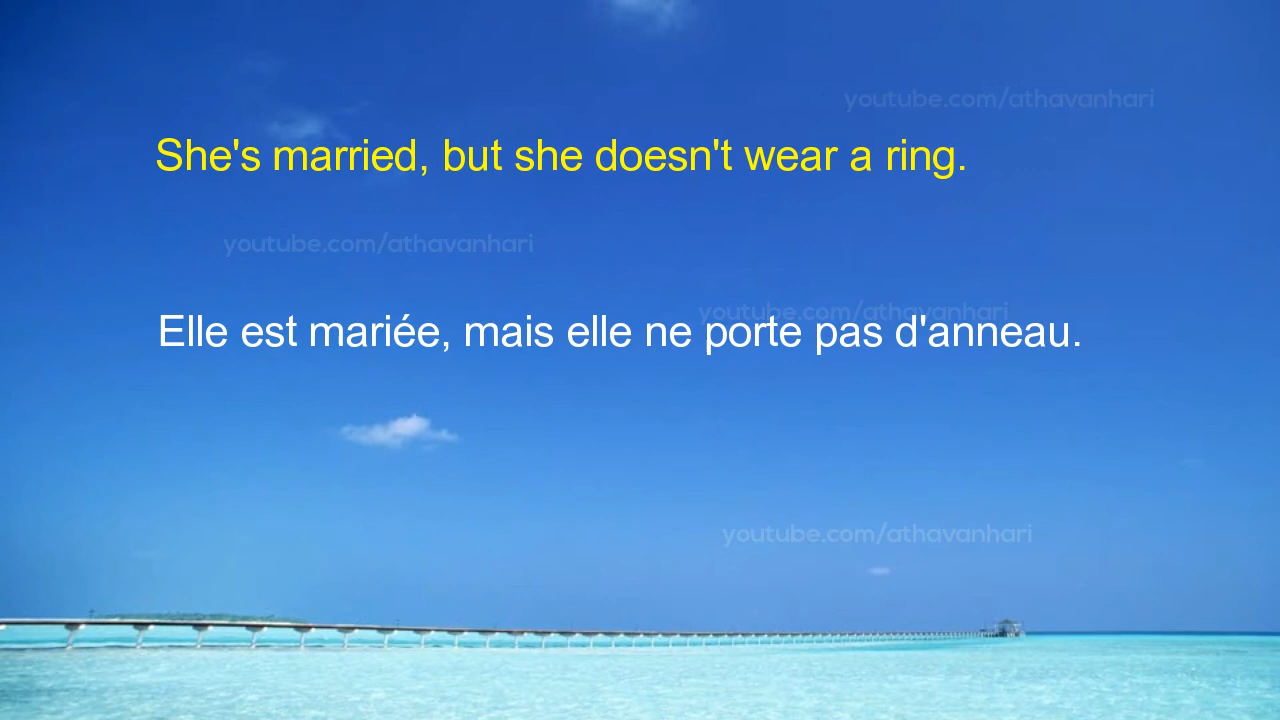 youtube.com/athavanhari
She's married, but she doesn't wear a ring.
youtube.com/athavanhari
youtube.com/athavanhari
Elle est mariée, mais elle ne porte pas d'anneau.
youtube.com/athavanhari